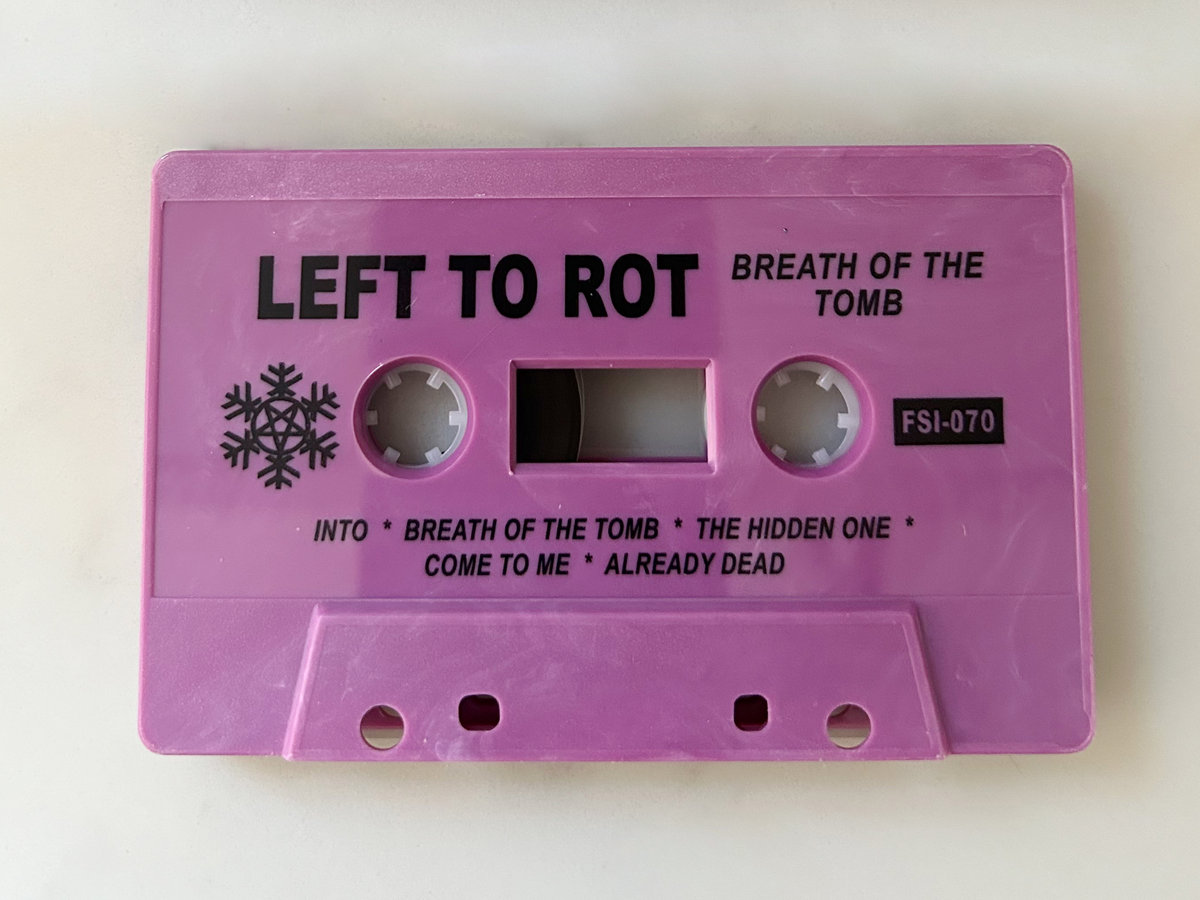 LEFT TO ROT
BREATH OF THE
TOMB
FSI-070
INTO * BREATH OF THE TOMB * THE HIDDEN ONE *
COME TO ME * ALREADY DEAD